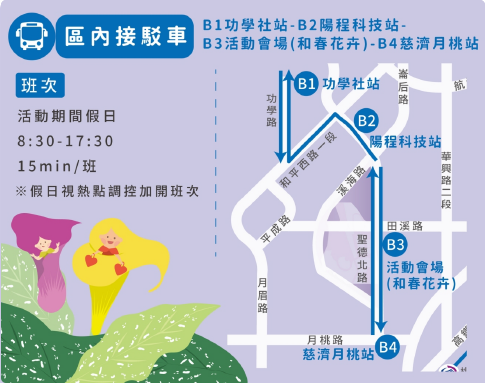 區內接駁車
B1功學社站-B2陽程科技站-
B3活動會場(和春花卉)-B4慈濟月桃站
班次
活動期間假日
8:30-17:30
15min/班
※假日視熱點調控加開班次
B1 功學社站
功學路
崙后路
航
B2
陽程科技站
和平西路一段
溪海路
華興路二段
平成路
田溪路
聖德北路
B3
活動會場
(和春花卉)
月眉路
月桃路
慈濟月桃站 B4
高鐵